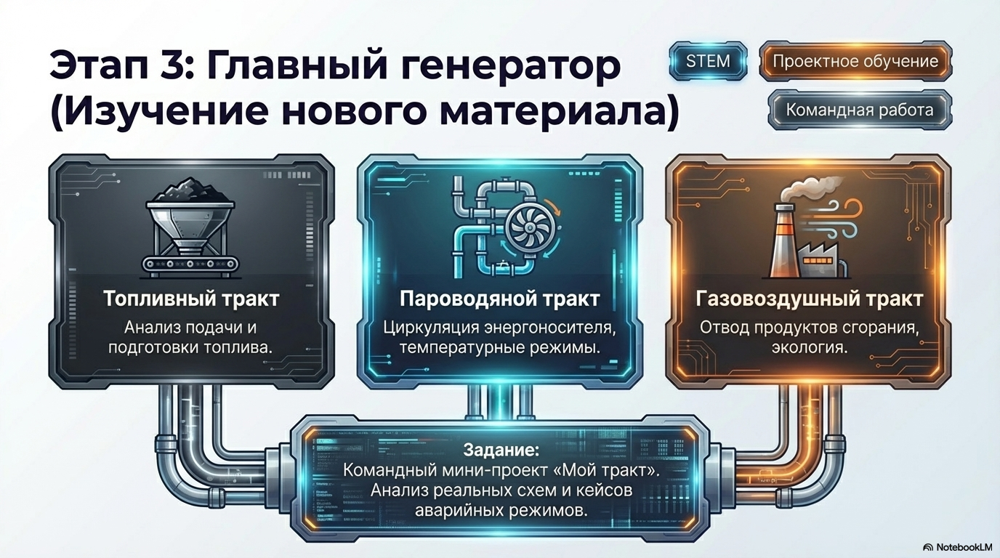 Этап 3: Главный генератор
(Изучение нового материала)
STEM
Проектное обучение
Командная работа
Топливный тракт
Анализ подачи и
подготовки топлива.
Пароводяной тракт
Циркуляция энергоносителя,
температурные режимы.
Газовоздушный тракт
Отвод продуктов сгорания,
экология.
Задание:
Командный мини-проект «Мой тракт».
Анализ реальных схем и кейсов
аварийных режимов.
NotebookLM